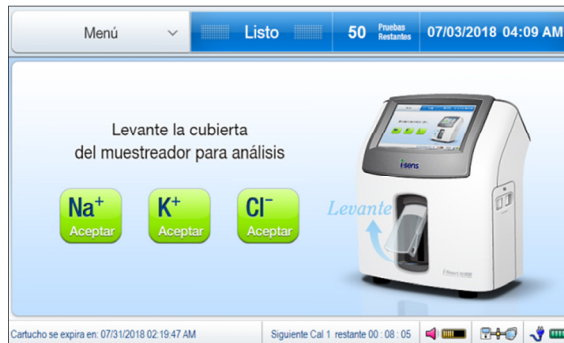 Menú
Listo
50 Pruebas Restantes
07/03/2018 04:09 AM
Levante la cubierta
del muestreador para análisis
Na⁺
Aceptar
K⁺
Aceptar
Cl⁻
Aceptar
i-sens
Levante
Cartucho se expira en: 07/31/2018 02:19:47 AM
Siguiente Cal 1 restante 00 : 08 : 05